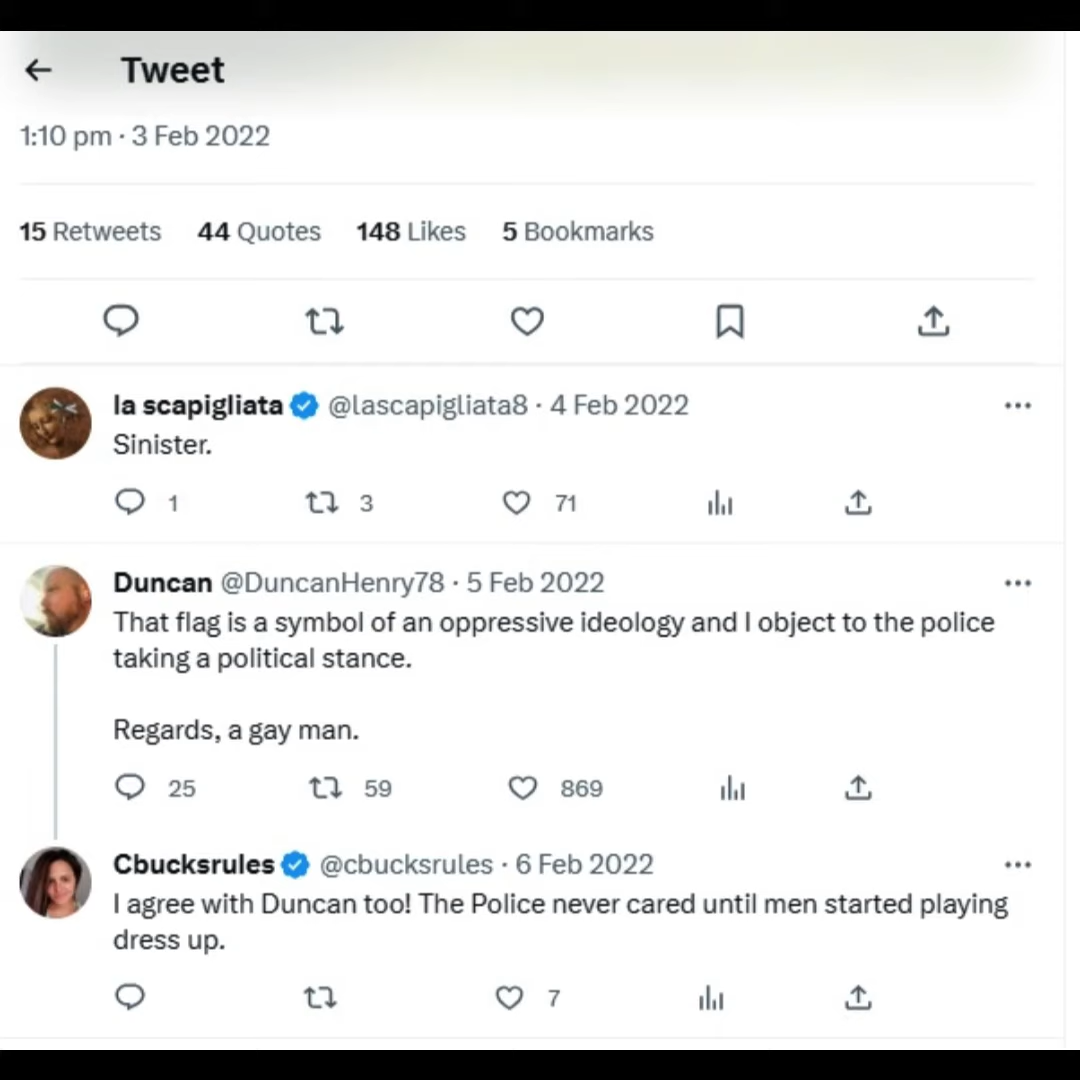 Tweet
1:10 pm · 3 Feb 2022
15 Retweets 44 Quotes 148 Likes 5 Bookmarks
la scapigliata @lascapigliata8 · 4 Feb 2022
Sinister.
1 3 71
Duncan @DuncanHenry78 · 5 Feb 2022
That flag is a symbol of an oppressive ideology and I object to the police
taking a political stance.
Regards, a gay man.
25 59 869
Cbucksrules @cbucksrules · 6 Feb 2022
I agree with Duncan too! The Police never cared until men started playing
dress up.
7